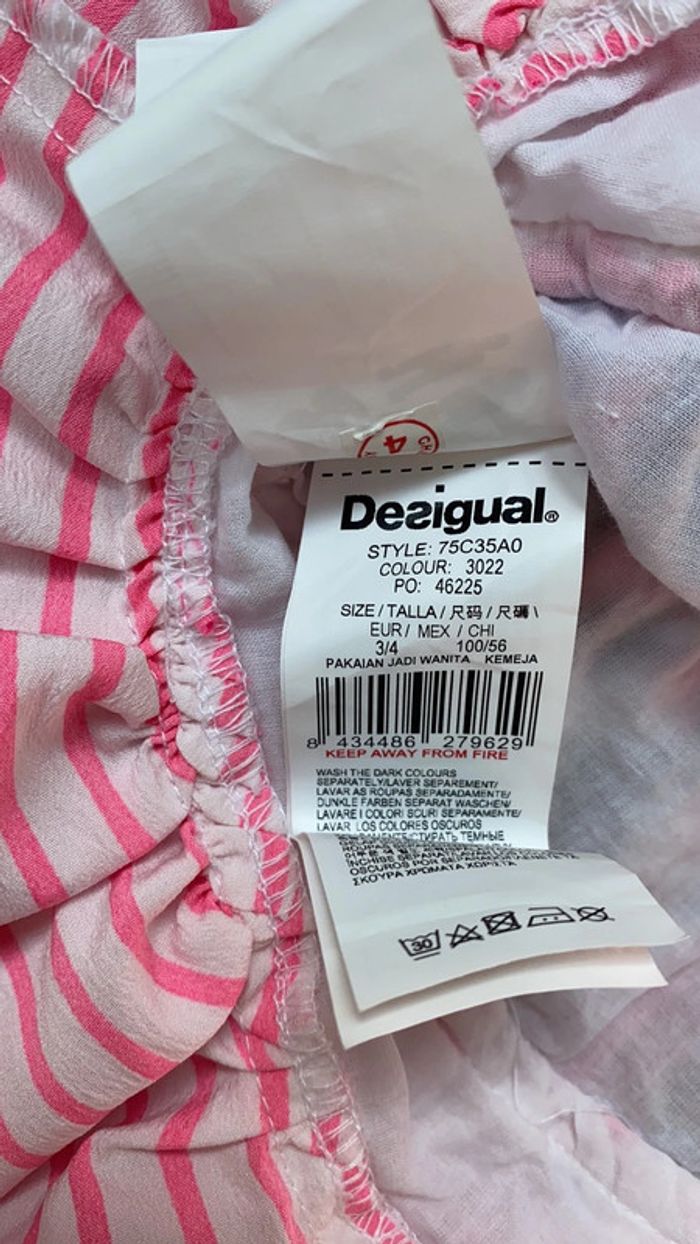 4
Desigual®
STYLE: 75C35A0
COLOUR: 3022
PO: 46225
SIZE / TALLA / 尺码 / 尺碼 \
EUR / MEX / CHI
3/4 100/56
PAKAIAN JADI WANITA KEMEJA
8 434486 279629
KEEP AWAY FROM FIRE
WASH THE DARK COLOURS
SEPARATELY/LAVER SEPAREMENT/
LAVAR AS ROUPAS SEPARADAMENTE/
DUNKLE FARBEN SEPARAT WASCHEN/
LAVARE I COLORI SCURI SEPARAMENTE/
LAVAR LOS COLORES OSCUROS
СТИРАТЬ ТЕМНЫЕ
ΣΚΟΥΡΑ ΧΡΩΜΑΤΑ ΧΩΡΙΣΤΑ
30